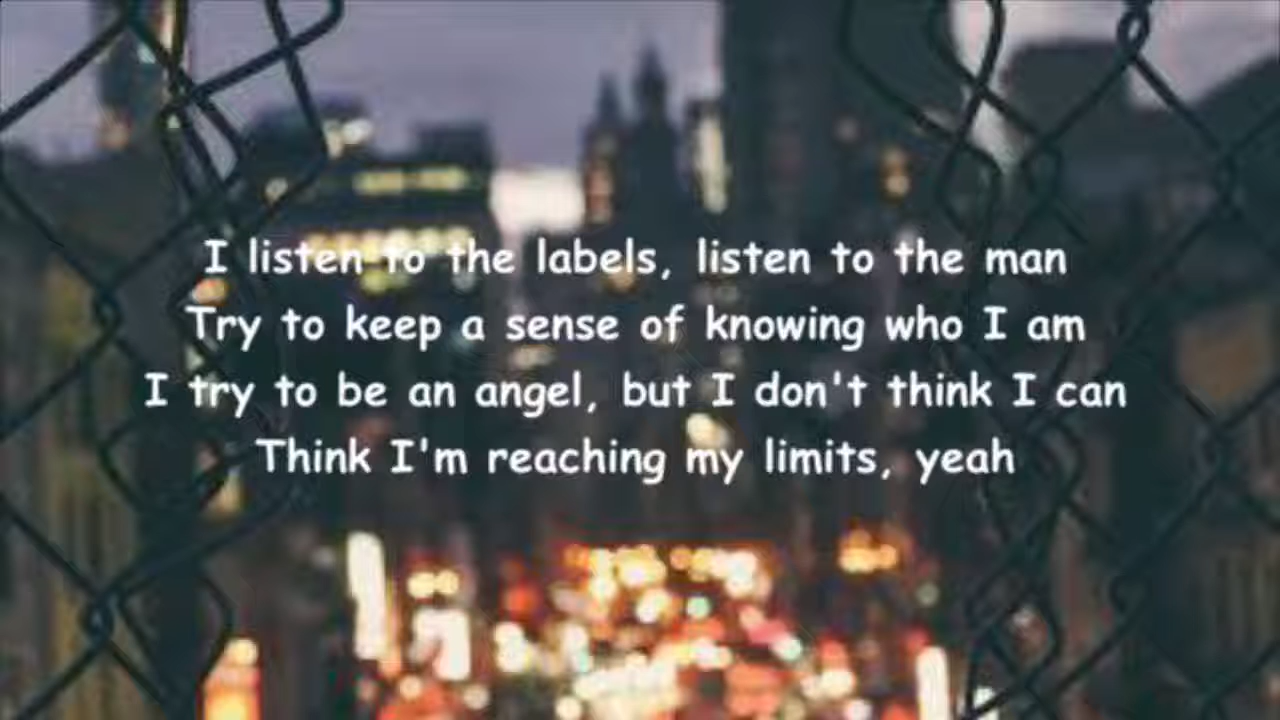 I listen to the labels, listen to the man
Try to keep a sense of knowing who I am
I try to be an angel, but I don't think I can
Think I'm reaching my limits, yeah